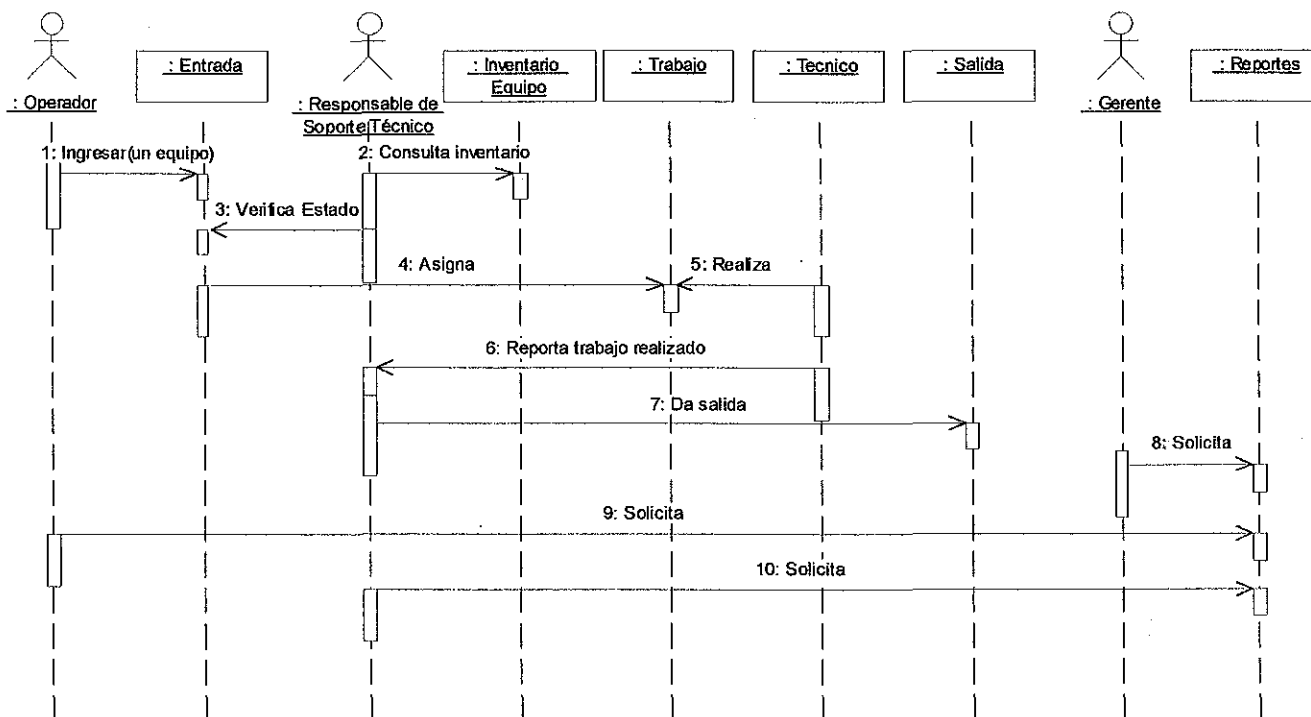 : Operador
: Entrada
: Responsable de
Soporte Técnico
: Inventario
Equipo
: Trabajo
: Tecnico
: Salida
: Gerente
: Reportes
1: Ingresar(un equipo)
2: Consulta inventario
3: Verifica Estado
4: Asigna
5: Realiza
6: Reporta trabajo realizado
7: Da salida
8: Solicita
9: Solicita
10: Solicita